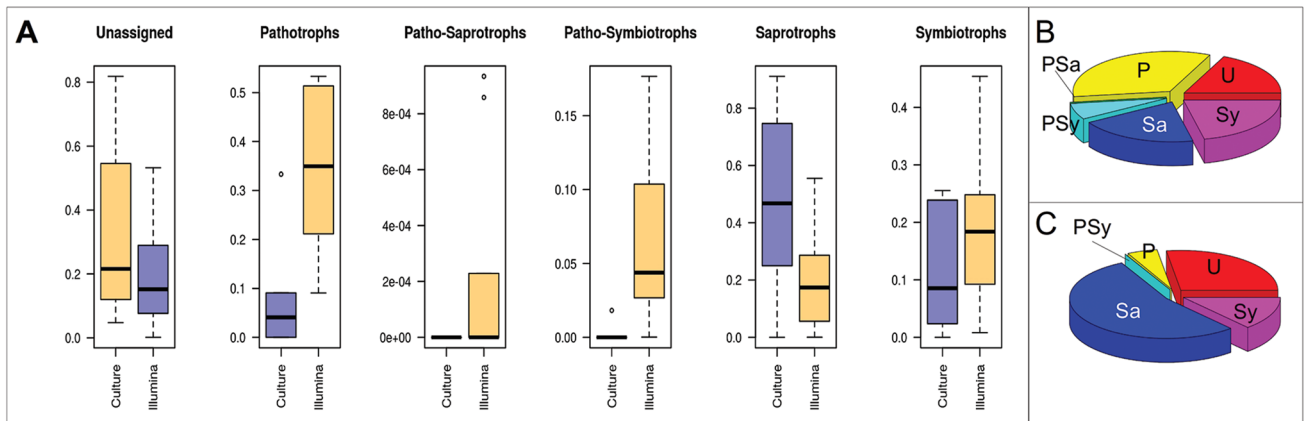 A
Unassigned
Pathotrophs
Patho-Saprotrophs
Patho-Symbiotrophs
Saprotrophs
Symbiotrophs
0.8
0.6
0.4
0.2
0.0
Culture
Illumina
0.5
0.4
0.3
0.2
0.1
0.0
Culture
Illumina
8e-04
6e-04
4e-04
2e-04
0e+00
Culture
Illumina
0.15
0.10
0.05
0.00
Culture
Illumina
0.8
0.6
0.4
0.2
0.0
Culture
Illumina
0.4
0.3
0.2
0.1
0.0
Culture
Illumina
B
PSa
P
U
PSy
Sa
Sy
C
PSy
P
U
Sa
Sy